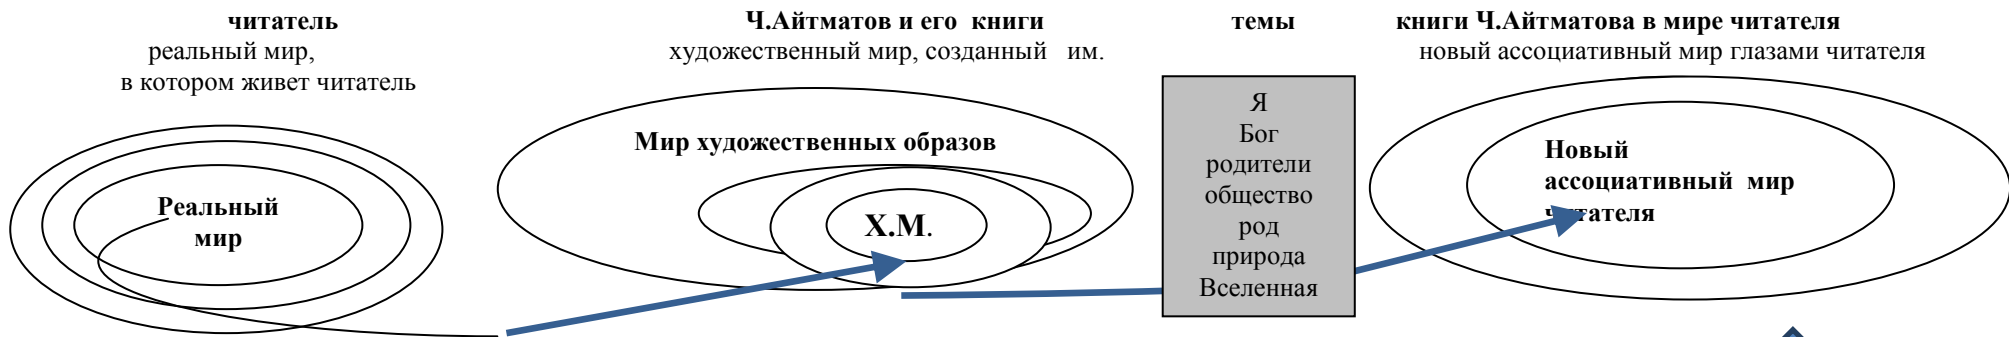 читатель
реальный мир,
в котором живет читатель
Реальный
мир
Ч.Айтматов и его книги
художественный мир, созданный им.
Мир художественных образов
Х.М.
темы
Я
Бог
родители
общество
род
природа
Вселенная
книги Ч.Айтматова в мире читателя
новый ассоциативный мир глазами читателя
Новый
ассоциативный мир
читателя